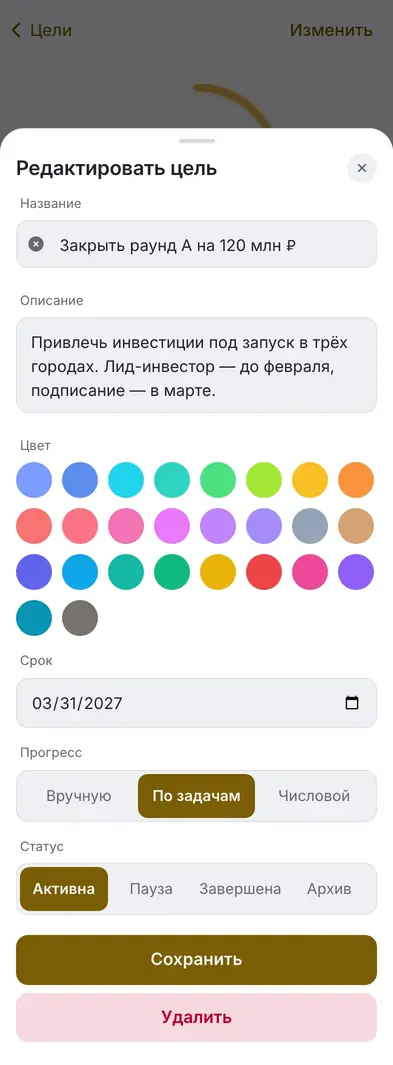 Цели
Изменить
Редактировать цель
Название
Закрыть раунд А на 120 млн ₽
Описание
Привлечь инвестиции под запуск в трёх
городах. Лид-инвестор — до февраля,
подписание — в марте.
Цвет
Срок
03/31/2027
Прогресс
Вручную По задачам Числовой
Статус
Активна Пауза Завершена Архив
Сохранить
Удалить